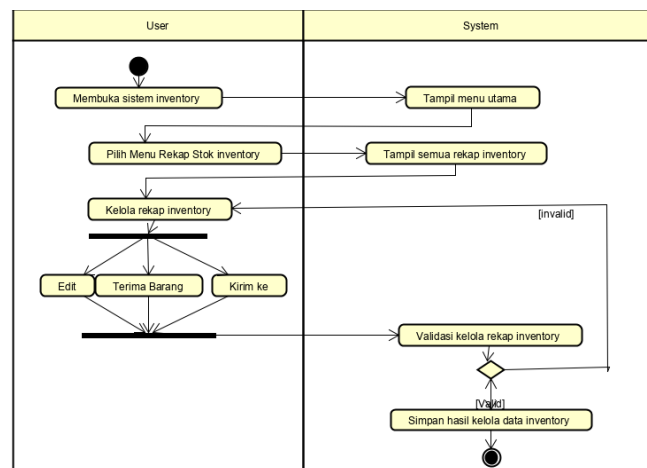 User
System
Membuka sistem inventory
Tampil menu utama
Pilih Menu Rekap Stok inventory
Tampil semua rekap inventory
Kelola rekap inventory
[invalid]
Edit
Terima Barang
Kirim ke
Validasi kelola rekap inventory
[Valid]
Simpan hasil kelola data inventory